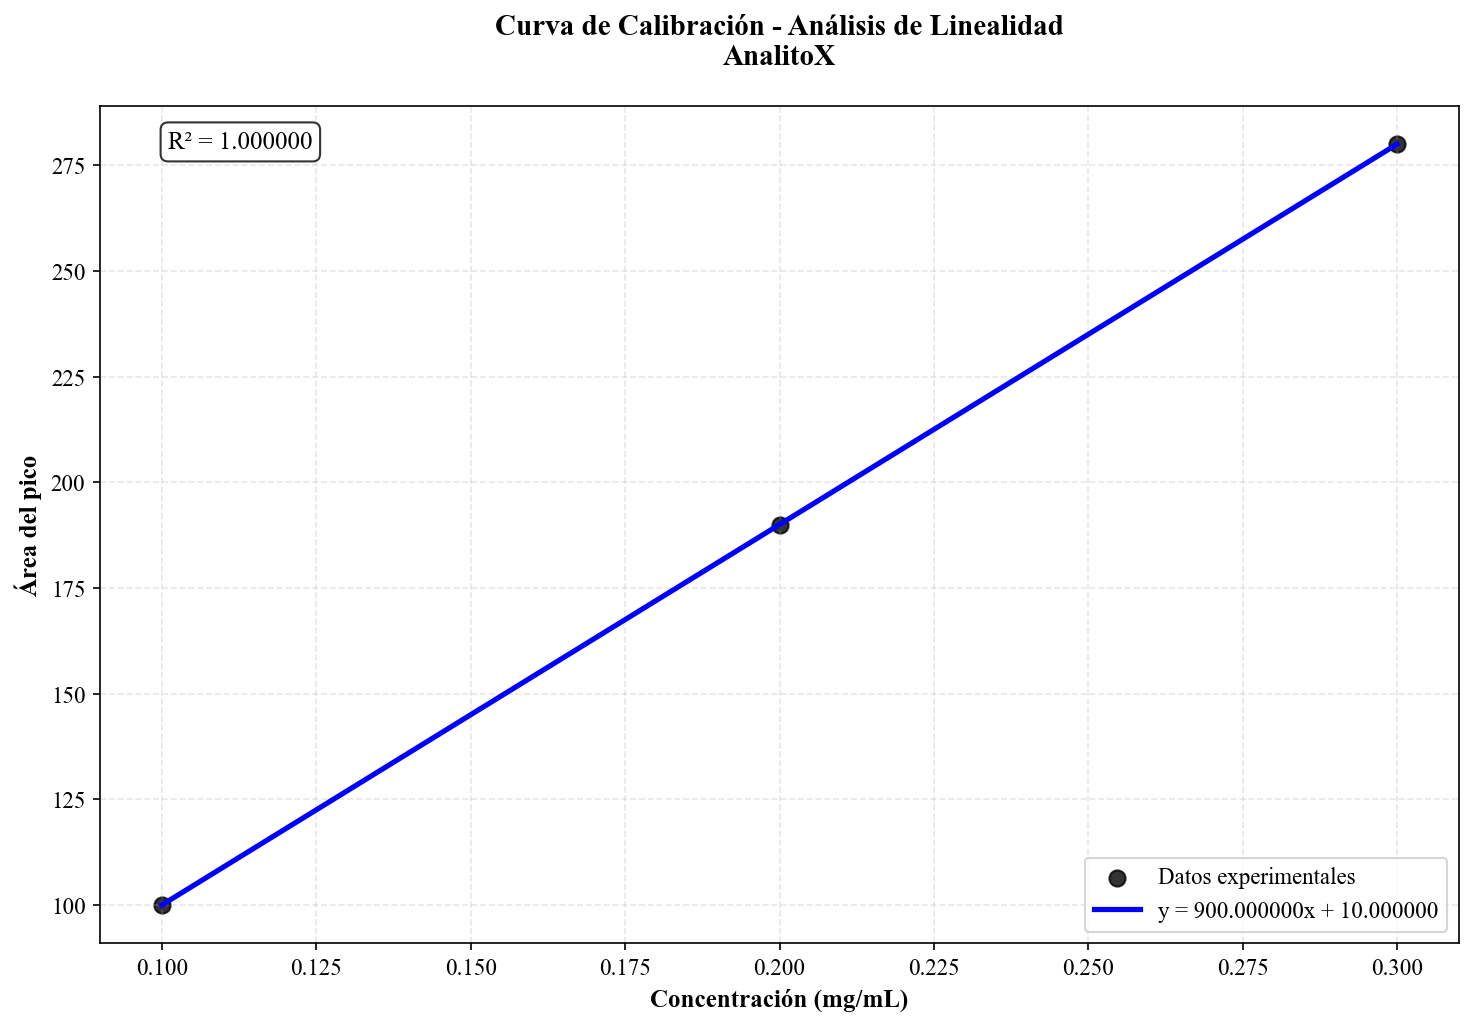 Curva de Calibración - Análisis de Linealidad
AnalitoX
R² = 1.000000
Área del pico
275
250
225
200
175
150
125
100
Datos experimentales
y = 900.000000x + 10.000000
0.100 0.125 0.150 0.175 0.200 0.225 0.250 0.275 0.300
Concentración (mg/mL)